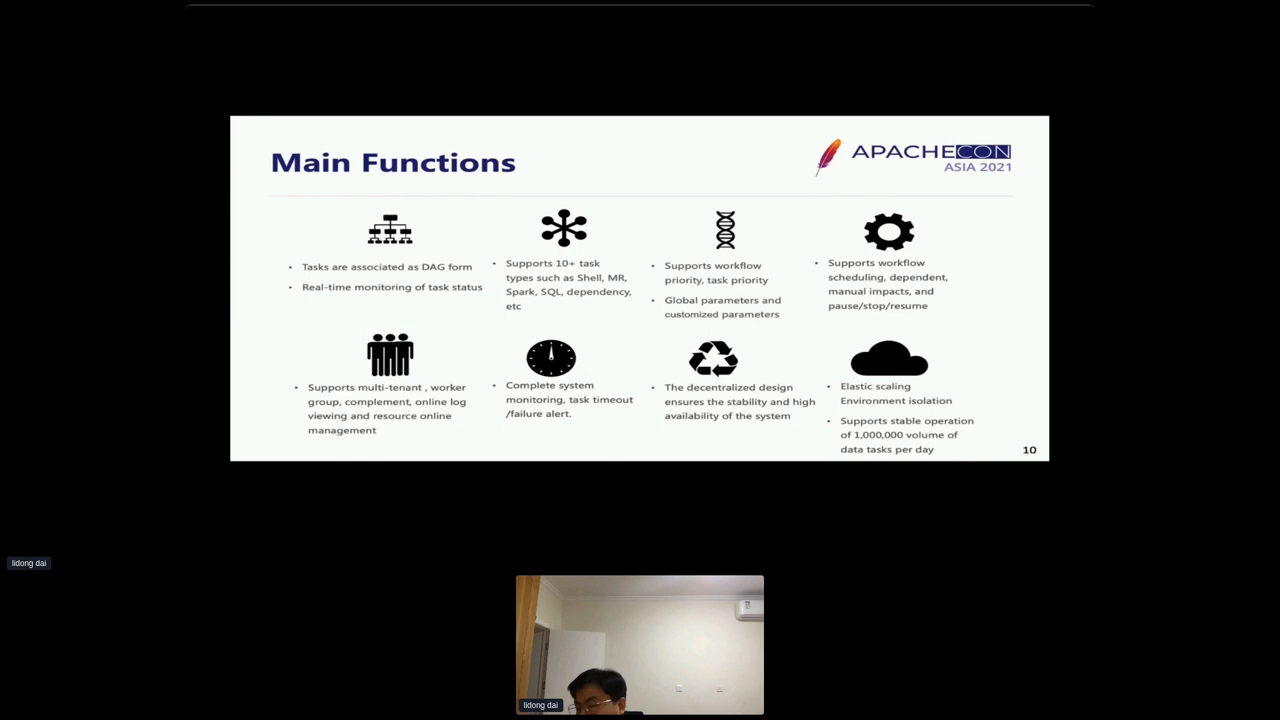 Main Functions
APACHECON
ASIA 2021
• Tasks are associated as DAG form
• Real-time monitoring of task status
• Supports 10+ task
types such as Shell, MR,
Spark, SQL, dependency,
etc
• Supports workflow
priority, task priority
• Global parameters and
customized parameters
• Supports workflow
scheduling, dependent,
manual impacts, and
pause/stop/resume
• Supports multi-tenant , worker
group, complement, online log
viewing and resource online
management
• Complete system
monitoring, task timeout
/failure alert.
• The decentralized design
ensures the stability and high
availability of the system
• Elastic scaling
Environment isolation
• Supports stable operation
of 1,000,000 volume of
data tasks per day
10
lidong dai
lidong dai